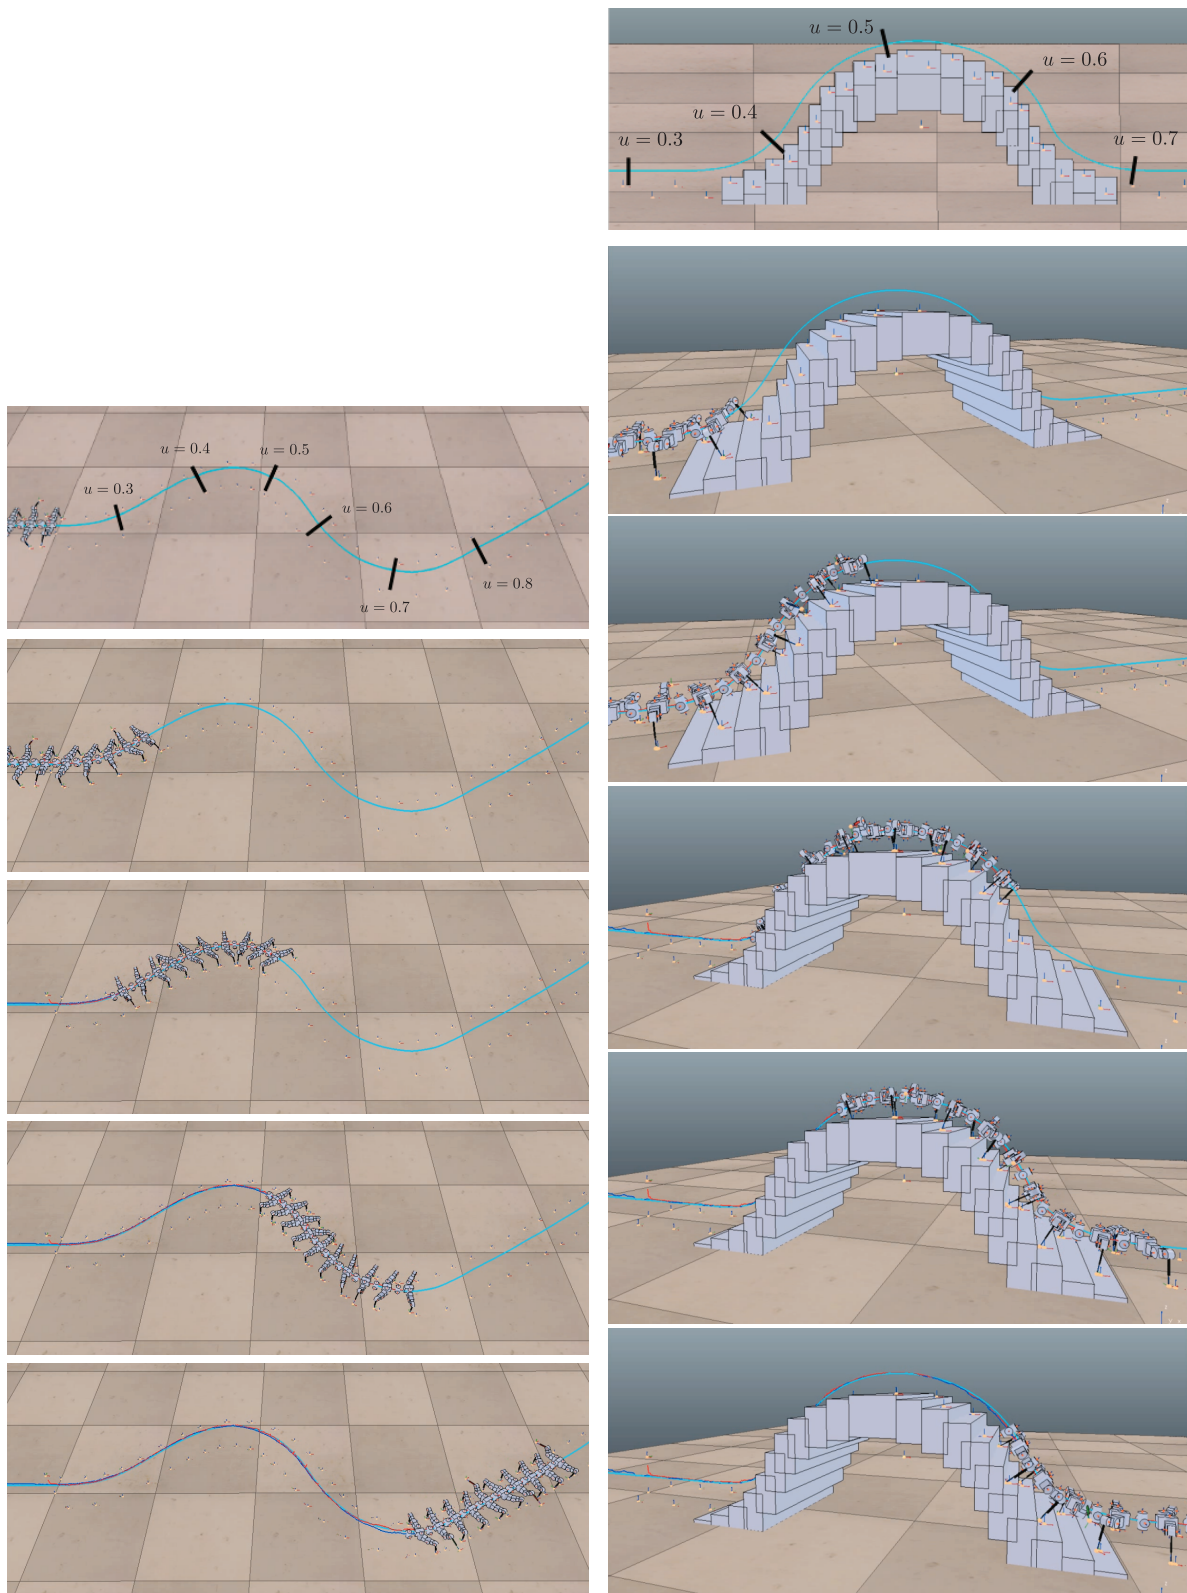 u = 0.5
u = 0.6
u = 0.4
u = 0.3
u = 0.7
u = 0.4
u = 0.5
u = 0.3
u = 0.6
u = 0.8
u = 0.7